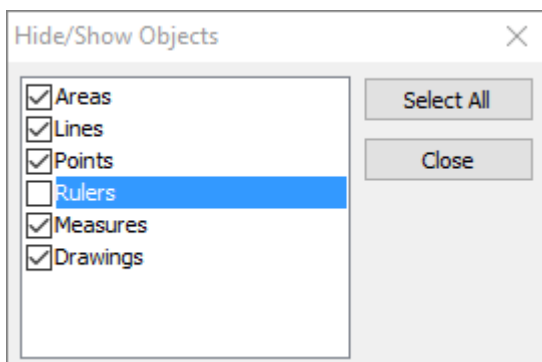 Hide/Show Objects
Areas
Lines
Points
Rulers
Measures
Drawings
Select All
Close